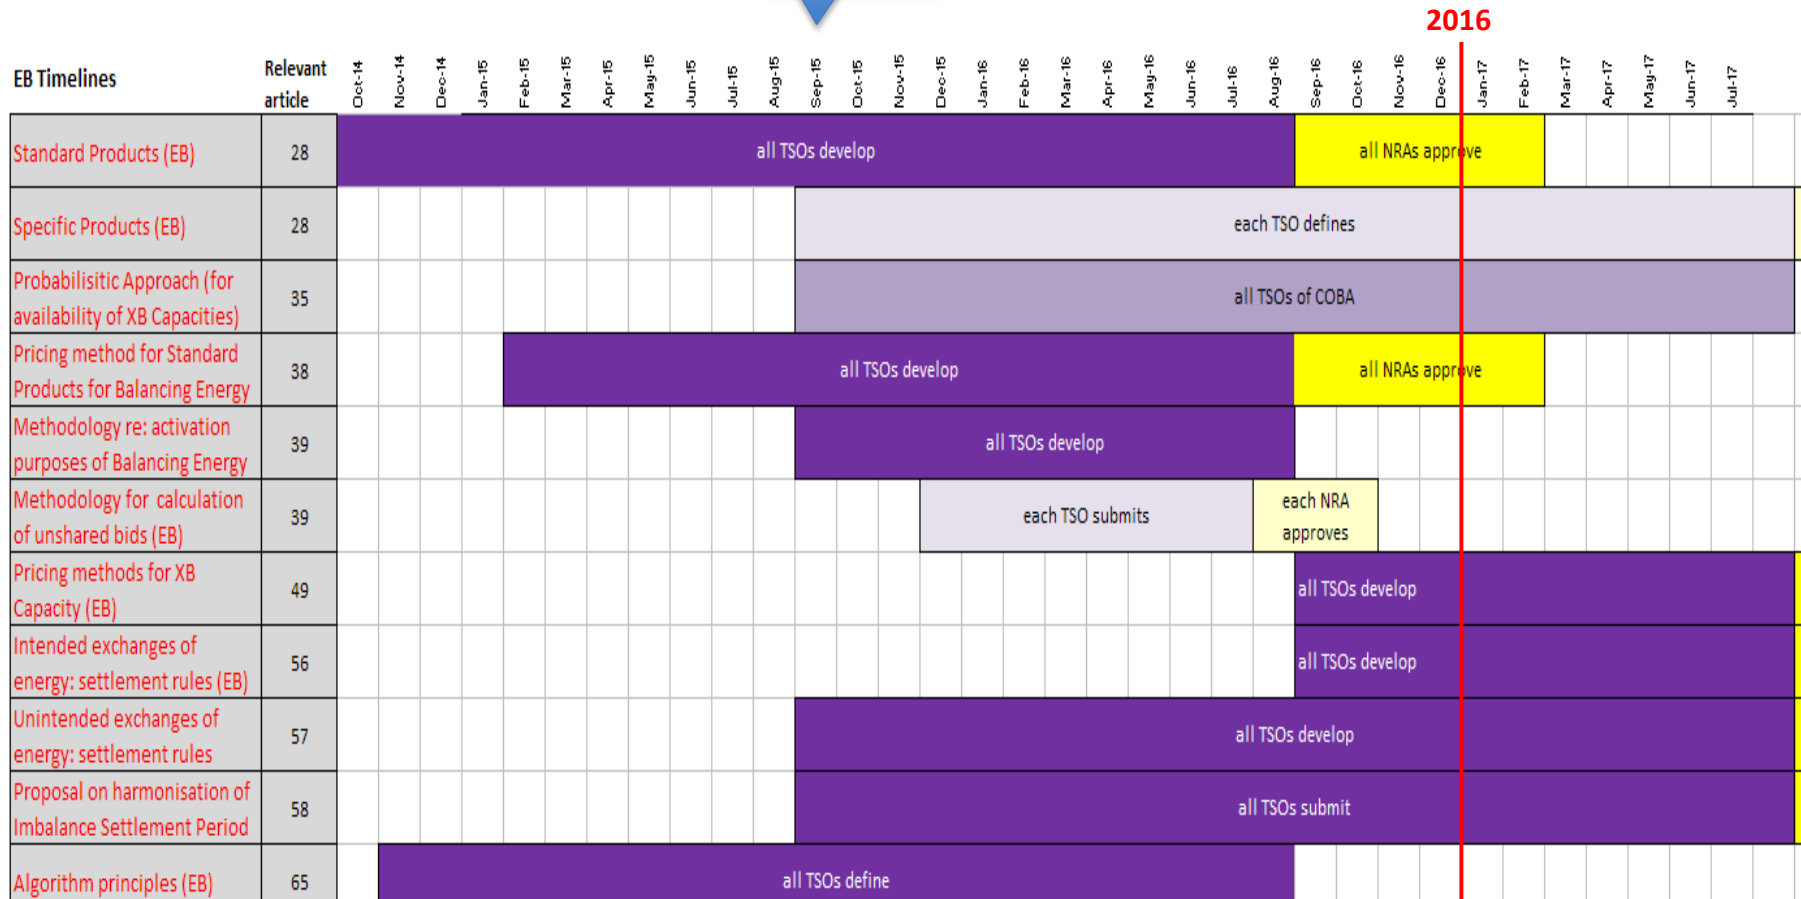 2016
EB Timelines
Relevant
article
Oct-14
Nov-14
Dec-14
Jan-15
Feb-15
Mar-15
Apr-15
May-15
Jun-15
Jul-15
Aug-15
Sep-15
Oct-15
Nov-15
Dec-15
Jan-16
Feb-16
Mar-16
Apr-16
May-16
Jun-16
Jul-16
Aug-16
Sep-16
Oct-16
Nov-16
Dec-16
Jan-17
Feb-17
Mar-17
Apr-17
May-17
Jun-17
Jul-17
Standard Products (EB)
28
all TSOs develop
all NRAs approve
Specific Products (EB)
28
each TSO defines
Probabilisitic Approach (for
availability of XB Capacities)
35
all TSOs of COBA
Pricing method for Standard
Products for Balancing Energy
38
all TSOs develop
all NRAs approve
Methodology re: activation
purposes of Balancing Energy
39
all TSOs develop
Methodology for calculation
of unshared bids (EB)
39
each TSO submits
each NRA
approves
Pricing methods for XB
Capacity (EB)
49
all TSOs develop
Intended exchanges of
energy: settlement rules (EB)
56
all TSOs develop
Unintended exchanges of
energy: settlement rules
57
all TSOs develop
Proposal on harmonisation of
Imbalance Settlement Period
58
all TSOs submit
Algorithm principles (EB)
65
all TSOs define